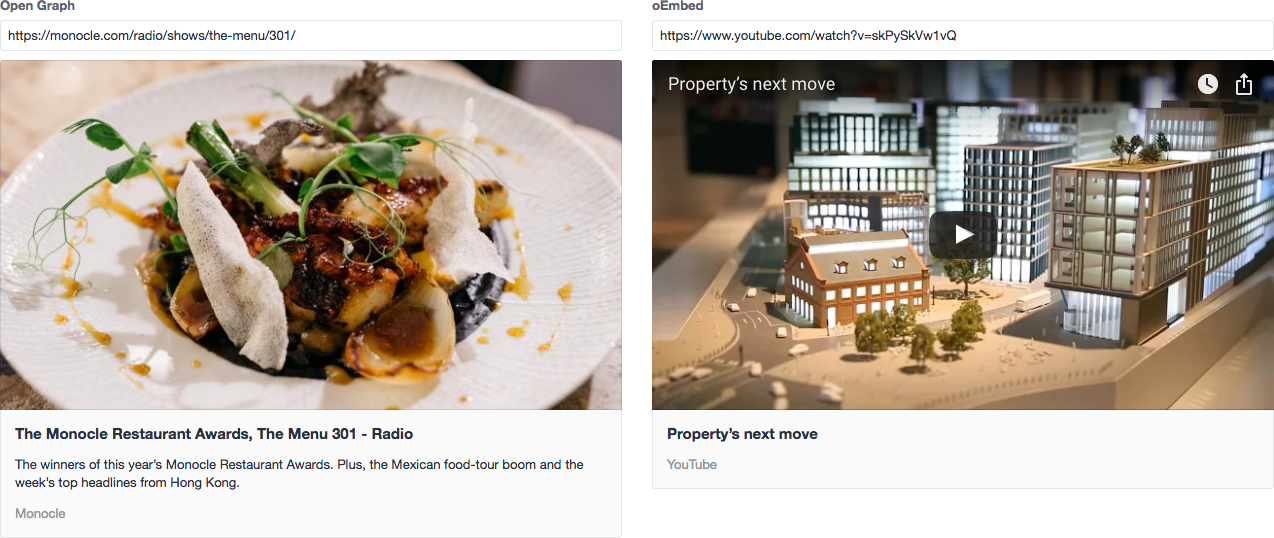 Open Graph
https://monocle.com/radio/shows/the-menu/301/
The Monocle Restaurant Awards, The Menu 301 - Radio
The winners of this year’s Monocle Restaurant Awards. Plus, the Mexican food-tour boom and the
week’s top headlines from Hong Kong.
Monocle
oEmbed
https://www.youtube.com/watch?v=skPySkVw1vQ
Property’s next move
Property’s next move
YouTube